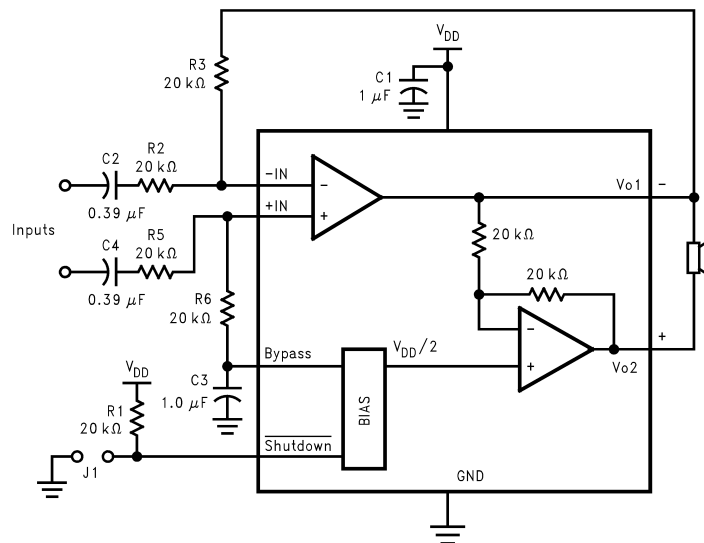 V_DD
C1
1 μF
R3
20 kΩ
C2
R2
20 kΩ
0.39 μF
–IN
–
Vo1
–
+IN
+
Inputs
C4
R5
20 kΩ
0.39 μF
20 kΩ
20 kΩ
R6
20 kΩ
–
+
Vo2
+
Bypass
V_DD/2
C3
1.0 μF
BIAS
V_DD
R1
20 kΩ
Shutdown
J1
GND